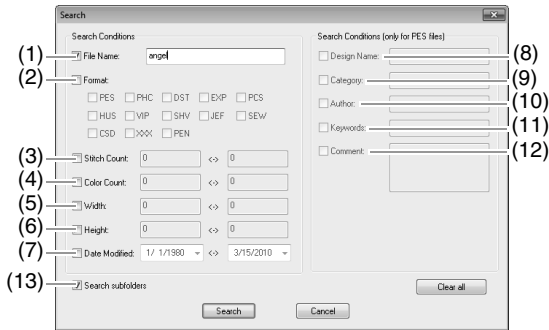 Search
Search Conditions
(1) File Name: angel
(2) Format:
PES PHC DST EXP PCS
HUS VIP SHV JEF SEW
CSD XXX PEN
(3) Stitch Count: 0 <-> 0
(4) Color Count: 0 <-> 0
(5) Width: 0 <-> 0
(6) Height: 0 <-> 0
(7) Date Modified: 1/ 1/1980 <-> 3/15/2010
(13) Search subfolders
Search Conditions (only for PES files)
Design Name: (8)
Category: (9)
Author: (10)
Keywords: (11)
Comment: (12)
Clear all
Search Cancel